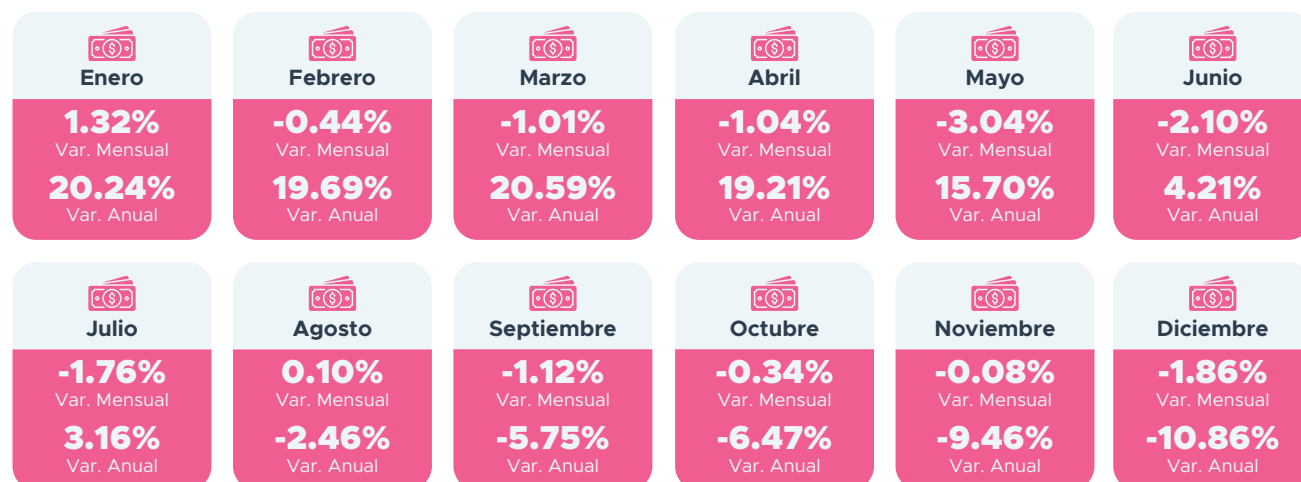 Enero
1.32%
Var. Mensual
20.24%
Var. Anual
Febrero
-0.44%
Var. Mensual
19.69%
Var. Anual
Marzo
-1.01%
Var. Mensual
20.59%
Var. Anual
Abril
-1.04%
Var. Mensual
19.21%
Var. Anual
Mayo
-3.04%
Var. Mensual
15.70%
Var. Anual
Junio
-2.10%
Var. Mensual
4.21%
Var. Anual
Julio
-1.76%
Var. Mensual
3.16%
Var. Anual
Agosto
0.10%
Var. Mensual
-2.46%
Var. Anual
Septiembre
-1.12%
Var. Mensual
-5.75%
Var. Anual
Octubre
-0.34%
Var. Mensual
-6.47%
Var. Anual
Noviembre
-0.08%
Var. Mensual
-9.46%
Var. Anual
Diciembre
-1.86%
Var. Mensual
-10.86%
Var. Anual